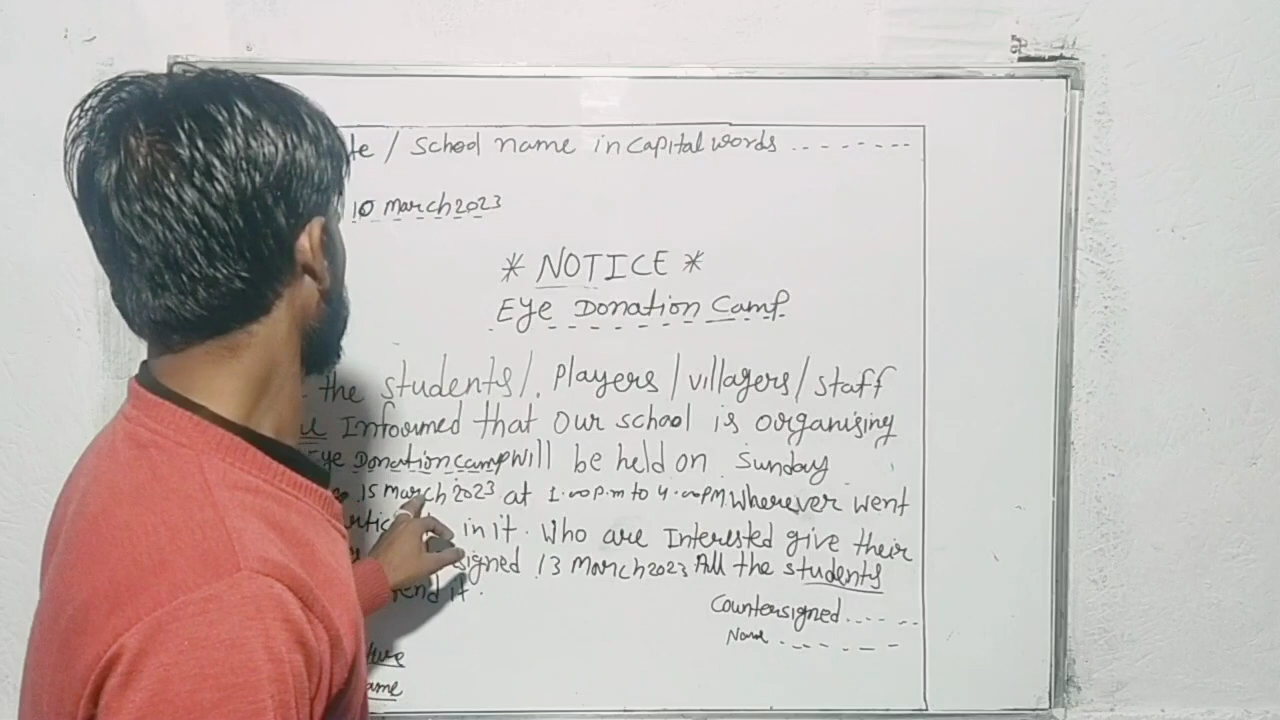 / School name in capital words ........
10 March 2023
* NOTICE *
Eye Donation Camp
the students/. Players/villagers/staff
Informed that our school is organising
Donation camp will be held on Sunday
15 march 2023 at 1.00 P.m to 4.00 PM. Wherever went
in it. Who are Interested give their
signed 13 March 2023 All the students
it.
Countersigned......
Name.......